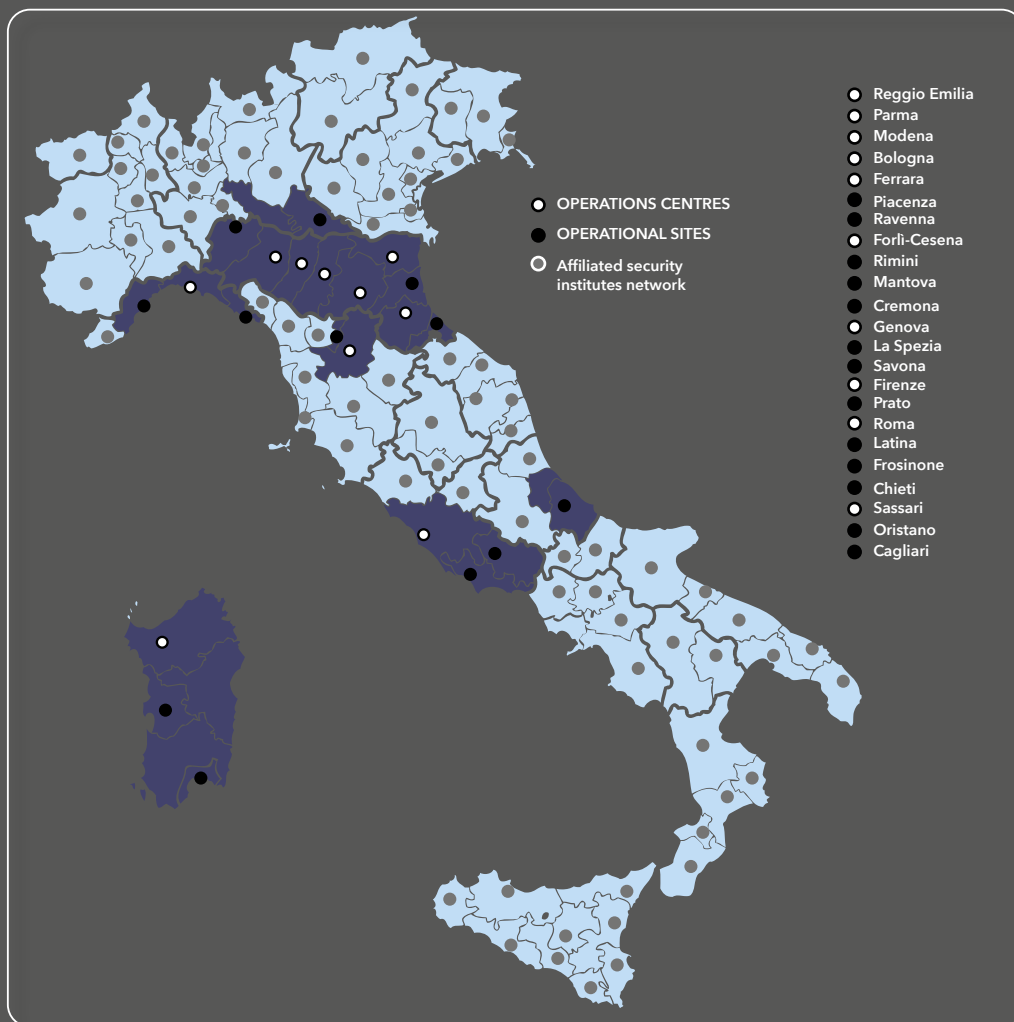 OPERATIONS CENTRES
OPERATIONAL SITES
Affiliated security
institutes network
Reggio Emilia
Parma
Modena
Bologna
Ferrara
Piacenza
Ravenna
Forlì-Cesena
Rimini
Mantova
Cremona
Genova
La Spezia
Savona
Firenze
Prato
Roma
Latina
Frosinone
Chieti
Sassari
Oristano
Cagliari